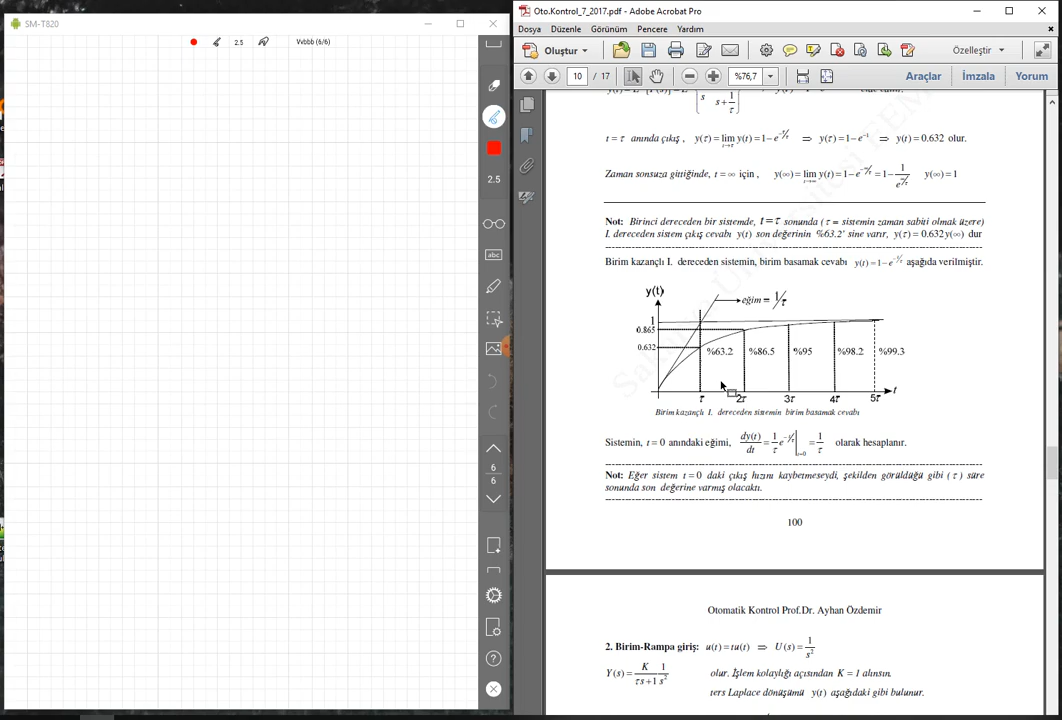 SM-T820
2.5
Vvbbb (6/6)
abc
2.5
6
6
Oto.Kontrol_7_2017.pdf - Adobe Acrobat Pro
Dosya Düzenle Görünüm Pencere Yardım
Oluştur
Özelleştir
10 / 17
%76,7
Araçlar İmzala Yorum
t = τ anında çıkış , y(τ) = lim y(t) = 1 − e^(−τ/τ) ⇒ y(τ) = 1 − e^(−1) ⇒ y(t) = 0.632 olur.
t→τ
Zaman sonsuza gittiğinde, t = ∞ için , y(∞) = lim y(t) = 1 − e^(−∞/τ) = 1 − 1/e^(∞/τ) y(∞) = 1
t→∞
Not: Birinci dereceden bir sistemde, t = τ sonunda ( τ = sistemin zaman sabiti olmak üzere)
I. dereceden sistem çıkış cevabı y(t) son değerinin %63.2' sine varır, y(τ) = 0.632 y(∞) dur
Birim kazançlı I. dereceden sistemin, birim basamak cevabı y(t) = 1 − e^(−t/τ) aşağıda verilmiştir.
y(t)
eğim = 1/τ
1
0.865
0.632
%63.2 %86.5 %95 %98.2 %99.3
τ 2τ 3τ 4τ 5τ t
Birim kazançlı I. dereceden sistemin birim basamak cevabı
Sistemin, t = 0 anındaki eğimi, dy(t)/dt = 1/τ e^(−t/τ) |t=0 = 1/τ olarak hesaplanır.
Not: Eğer sistem t = 0 daki çıkış hızını kaybetmeseydi, şekilden görüldüğü gibi ( τ ) süre
sonunda son değerine varmış olacaktı.
100
Otomatik Kontrol Prof.Dr. Ayhan Özdemir
2. Birim-Rampa giriş: u(t) = tu(t) ⇒ U(s) = 1/s²
Y(s) = K/(τs+1) 1/s² olur. İşlem kolaylığı açısından K = 1 alınsın.
ters Laplace dönüşümü y(t) aşağıdaki gibi bulunur.